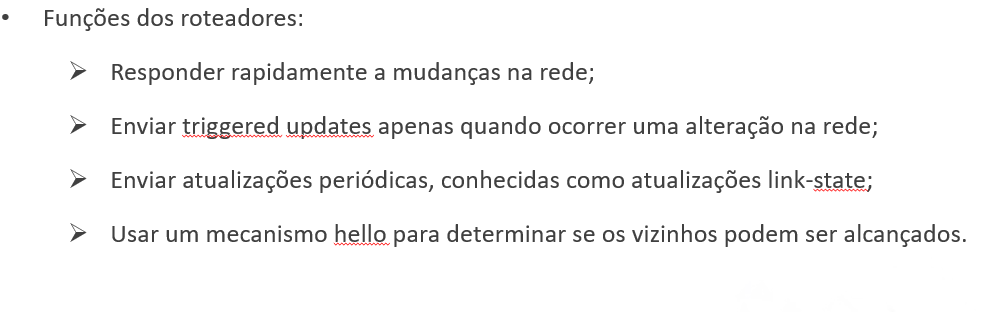 • Funções dos roteadores:
➢ Responder rapidamente a mudanças na rede;
➢ Enviar triggered updates apenas quando ocorrer uma alteração na rede;
➢ Enviar atualizações periódicas, conhecidas como atualizações link-state;
➢ Usar um mecanismo hello para determinar se os vizinhos podem ser alcançados.